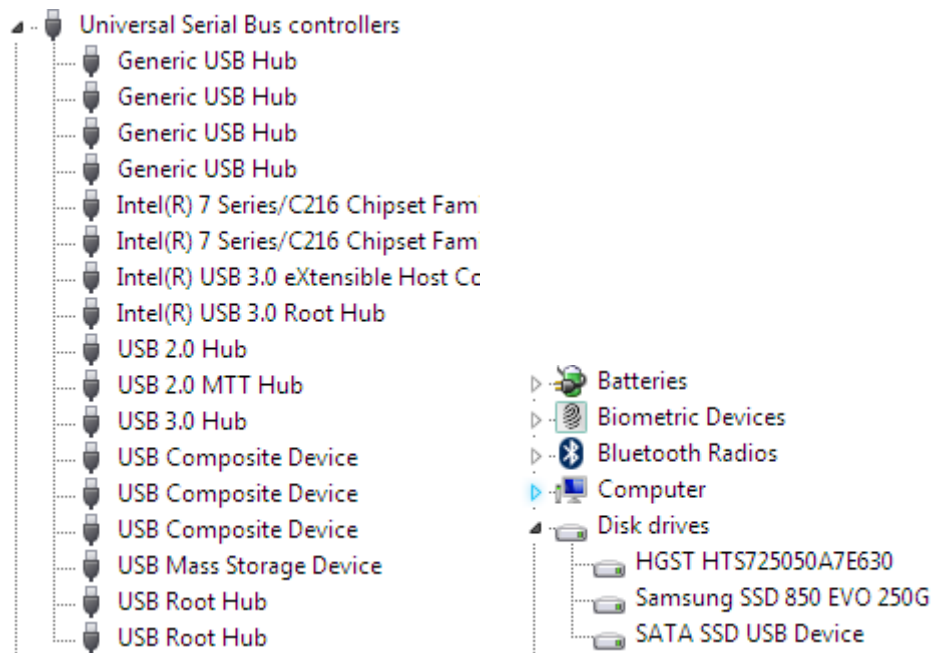 Universal Serial Bus controllers
Generic USB Hub
Generic USB Hub
Generic USB Hub
Generic USB Hub
Intel(R) 7 Series/C216 Chipset Fam
Intel(R) 7 Series/C216 Chipset Fam
Intel(R) USB 3.0 eXtensible Host Cc
Intel(R) USB 3.0 Root Hub
USB 2.0 Hub
USB 2.0 MTT Hub
USB 3.0 Hub
USB Composite Device
USB Composite Device
USB Composite Device
USB Mass Storage Device
USB Root Hub
USB Root Hub
Batteries
Biometric Devices
Bluetooth Radios
Computer
Disk drives
HGST HTS725050A7E630
Samsung SSD 850 EVO 250G
SATA SSD USB Device